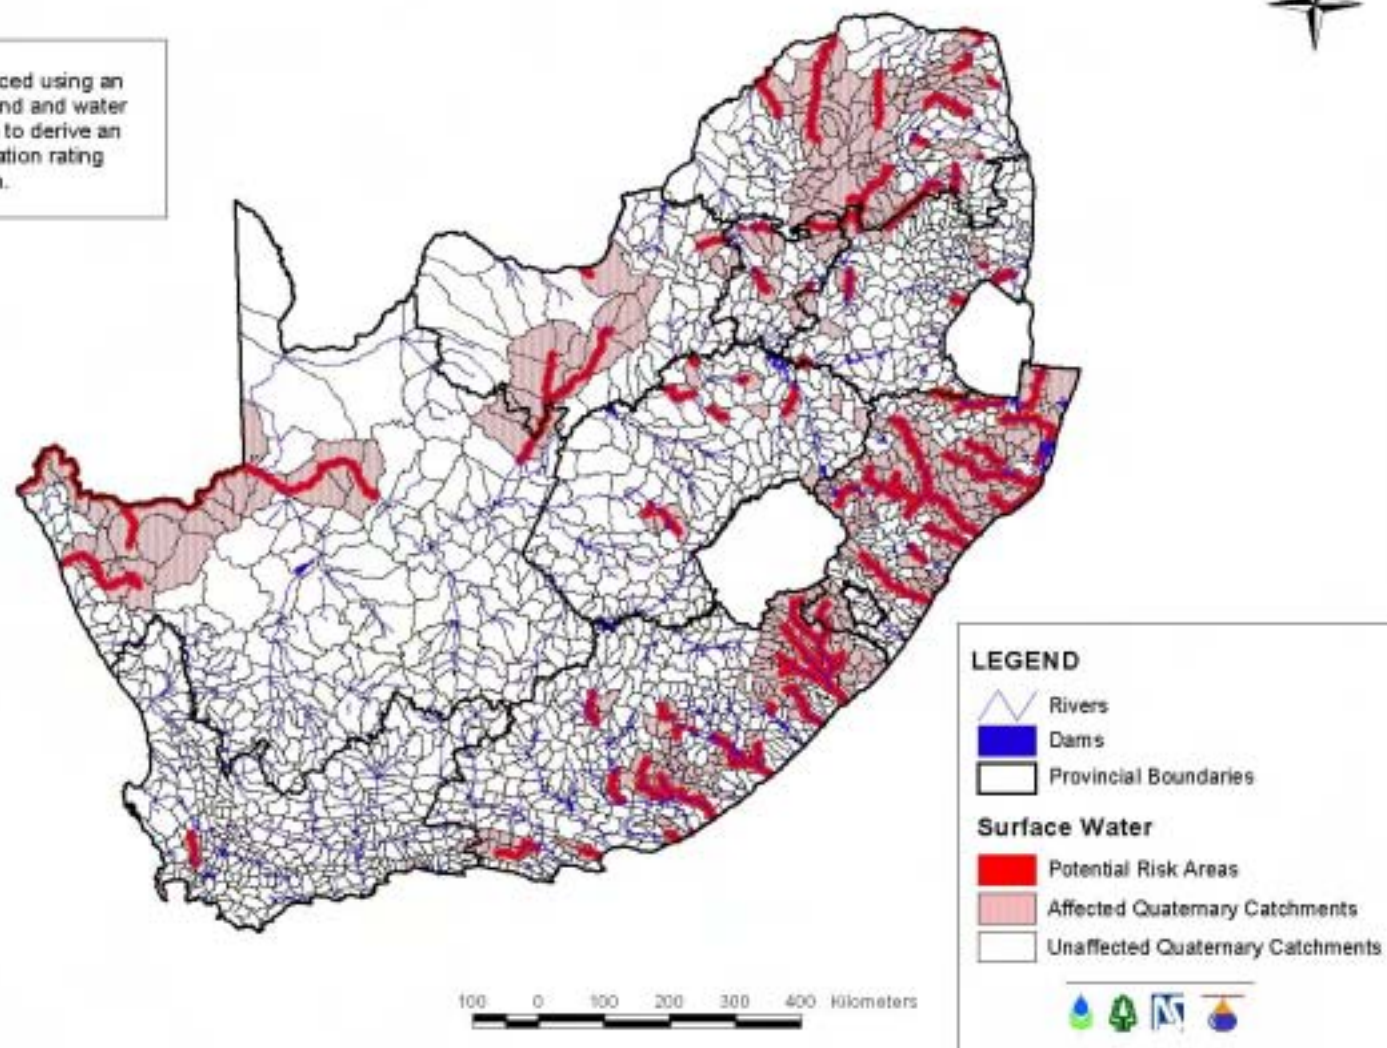 ced using an
nd and water
to derive an
ation rating
LEGEND
Rivers
Dams
Provincial Boundaries
Surface Water
Potential Risk Areas
Affected Quaternary Catchments
Unaffected Quaternary Catchments
100 0 100 200 300 400 Kilometers